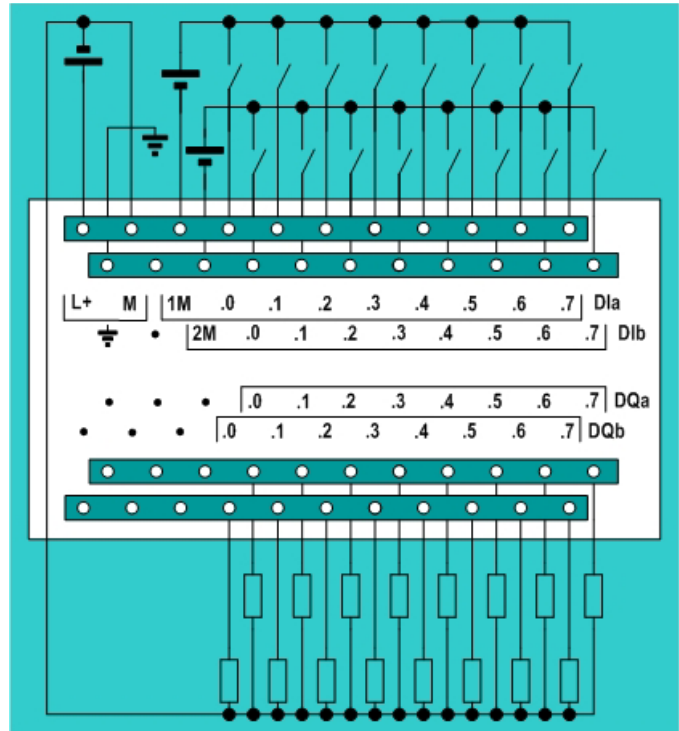 L+ M 1M .0 .1 .2 .3 .4 .5 .6 .7 DIa
2M .0 .1 .2 .3 .4 .5 .6 .7 DIb
.0 .1 .2 .3 .4 .5 .6 .7 DQa
.0 .1 .2 .3 .4 .5 .6 .7 DQb